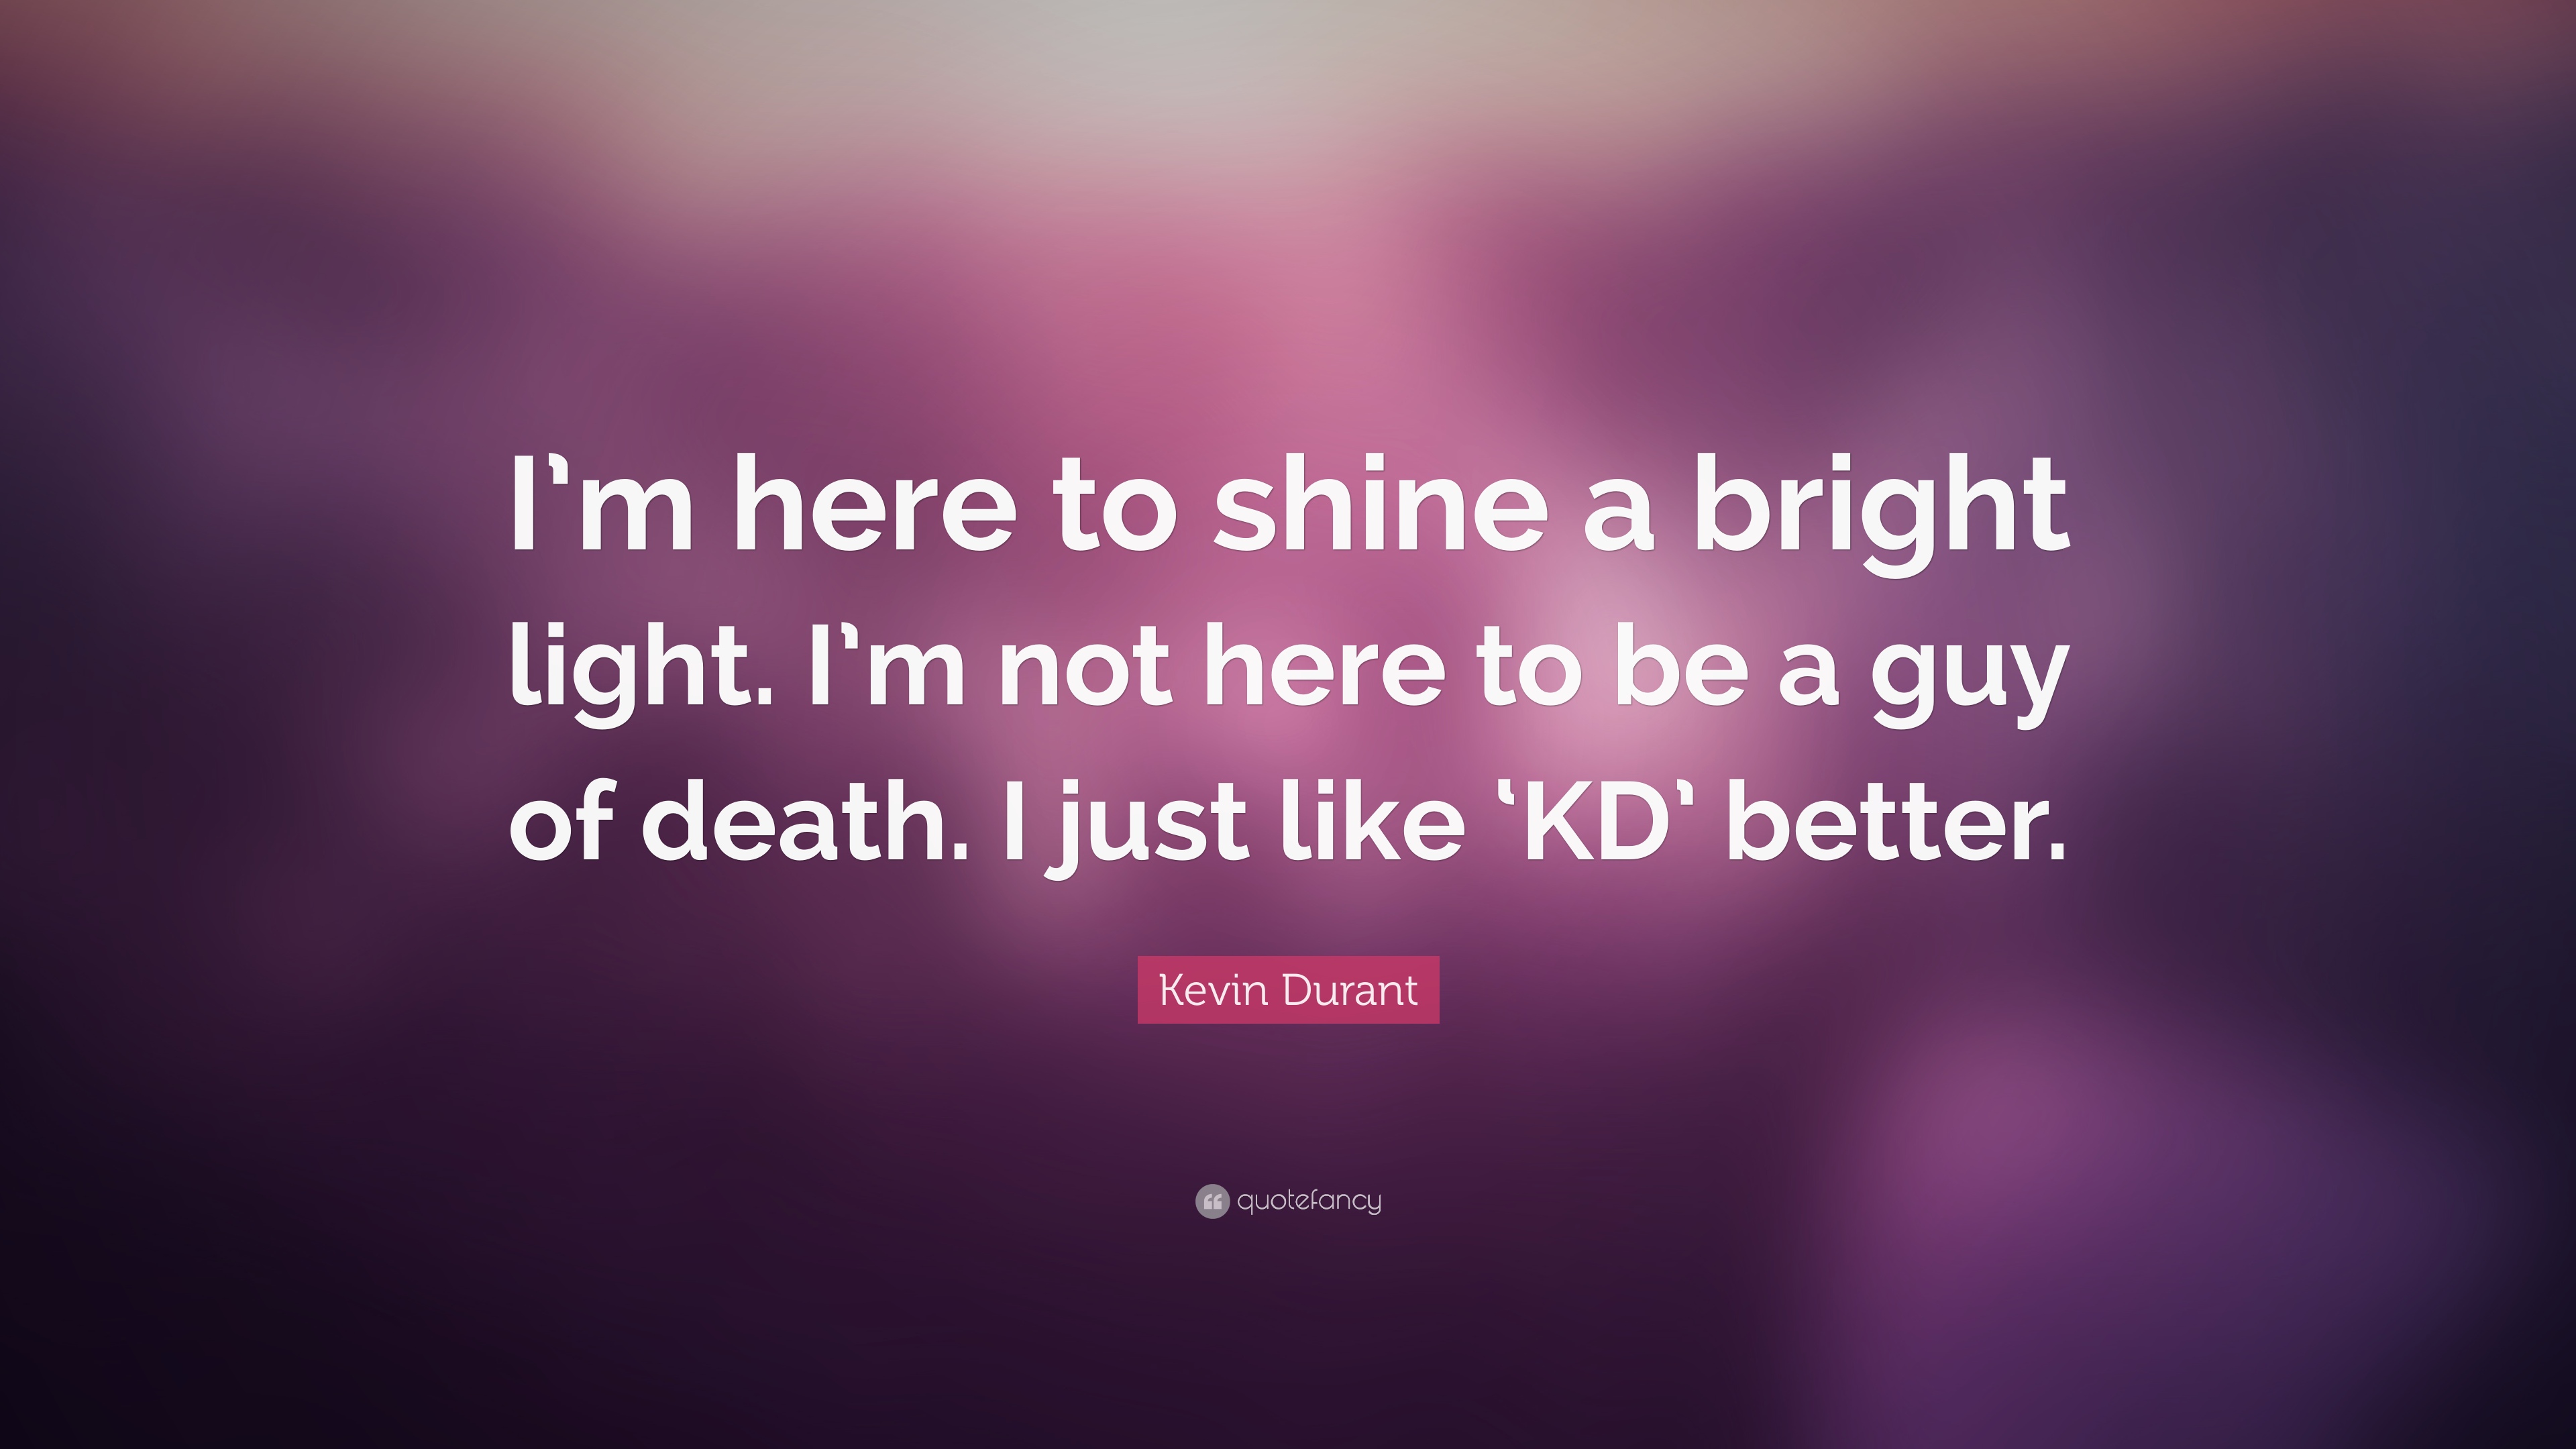 I’m here to shine a bright
light. I’m not here to be a guy
of death. I just like ‘KD’ better.
Kevin Durant
quotefancy